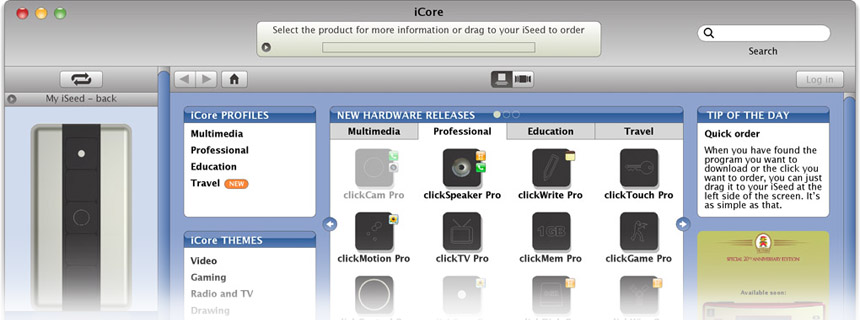 iCore
Select the product for more information or drag to your iSeed to order
Search
My iSeed - back
Log in
iCore PROFILES
Multimedia
Professional
Education
Travel NEW
iCore THEMES
Video
Gaming
Radio and TV
Drawing
NEW HARDWARE RELEASES
Multimedia Professional Education Travel
clickCam Pro clickSpeaker Pro clickWrite Pro clickTouch Pro
1GB
clickMotion Pro clickTV Pro clickMem Pro clickGame Pro
TIP OF THE DAY
Quick order
When you have found the
program you want to
download or the click you
want to order, you can just
drag it to your iSeed at the
left side of the screen. It's
as simple as that.
SPECIAL 20TH ANNIVERSARY EDITION
Available soon: